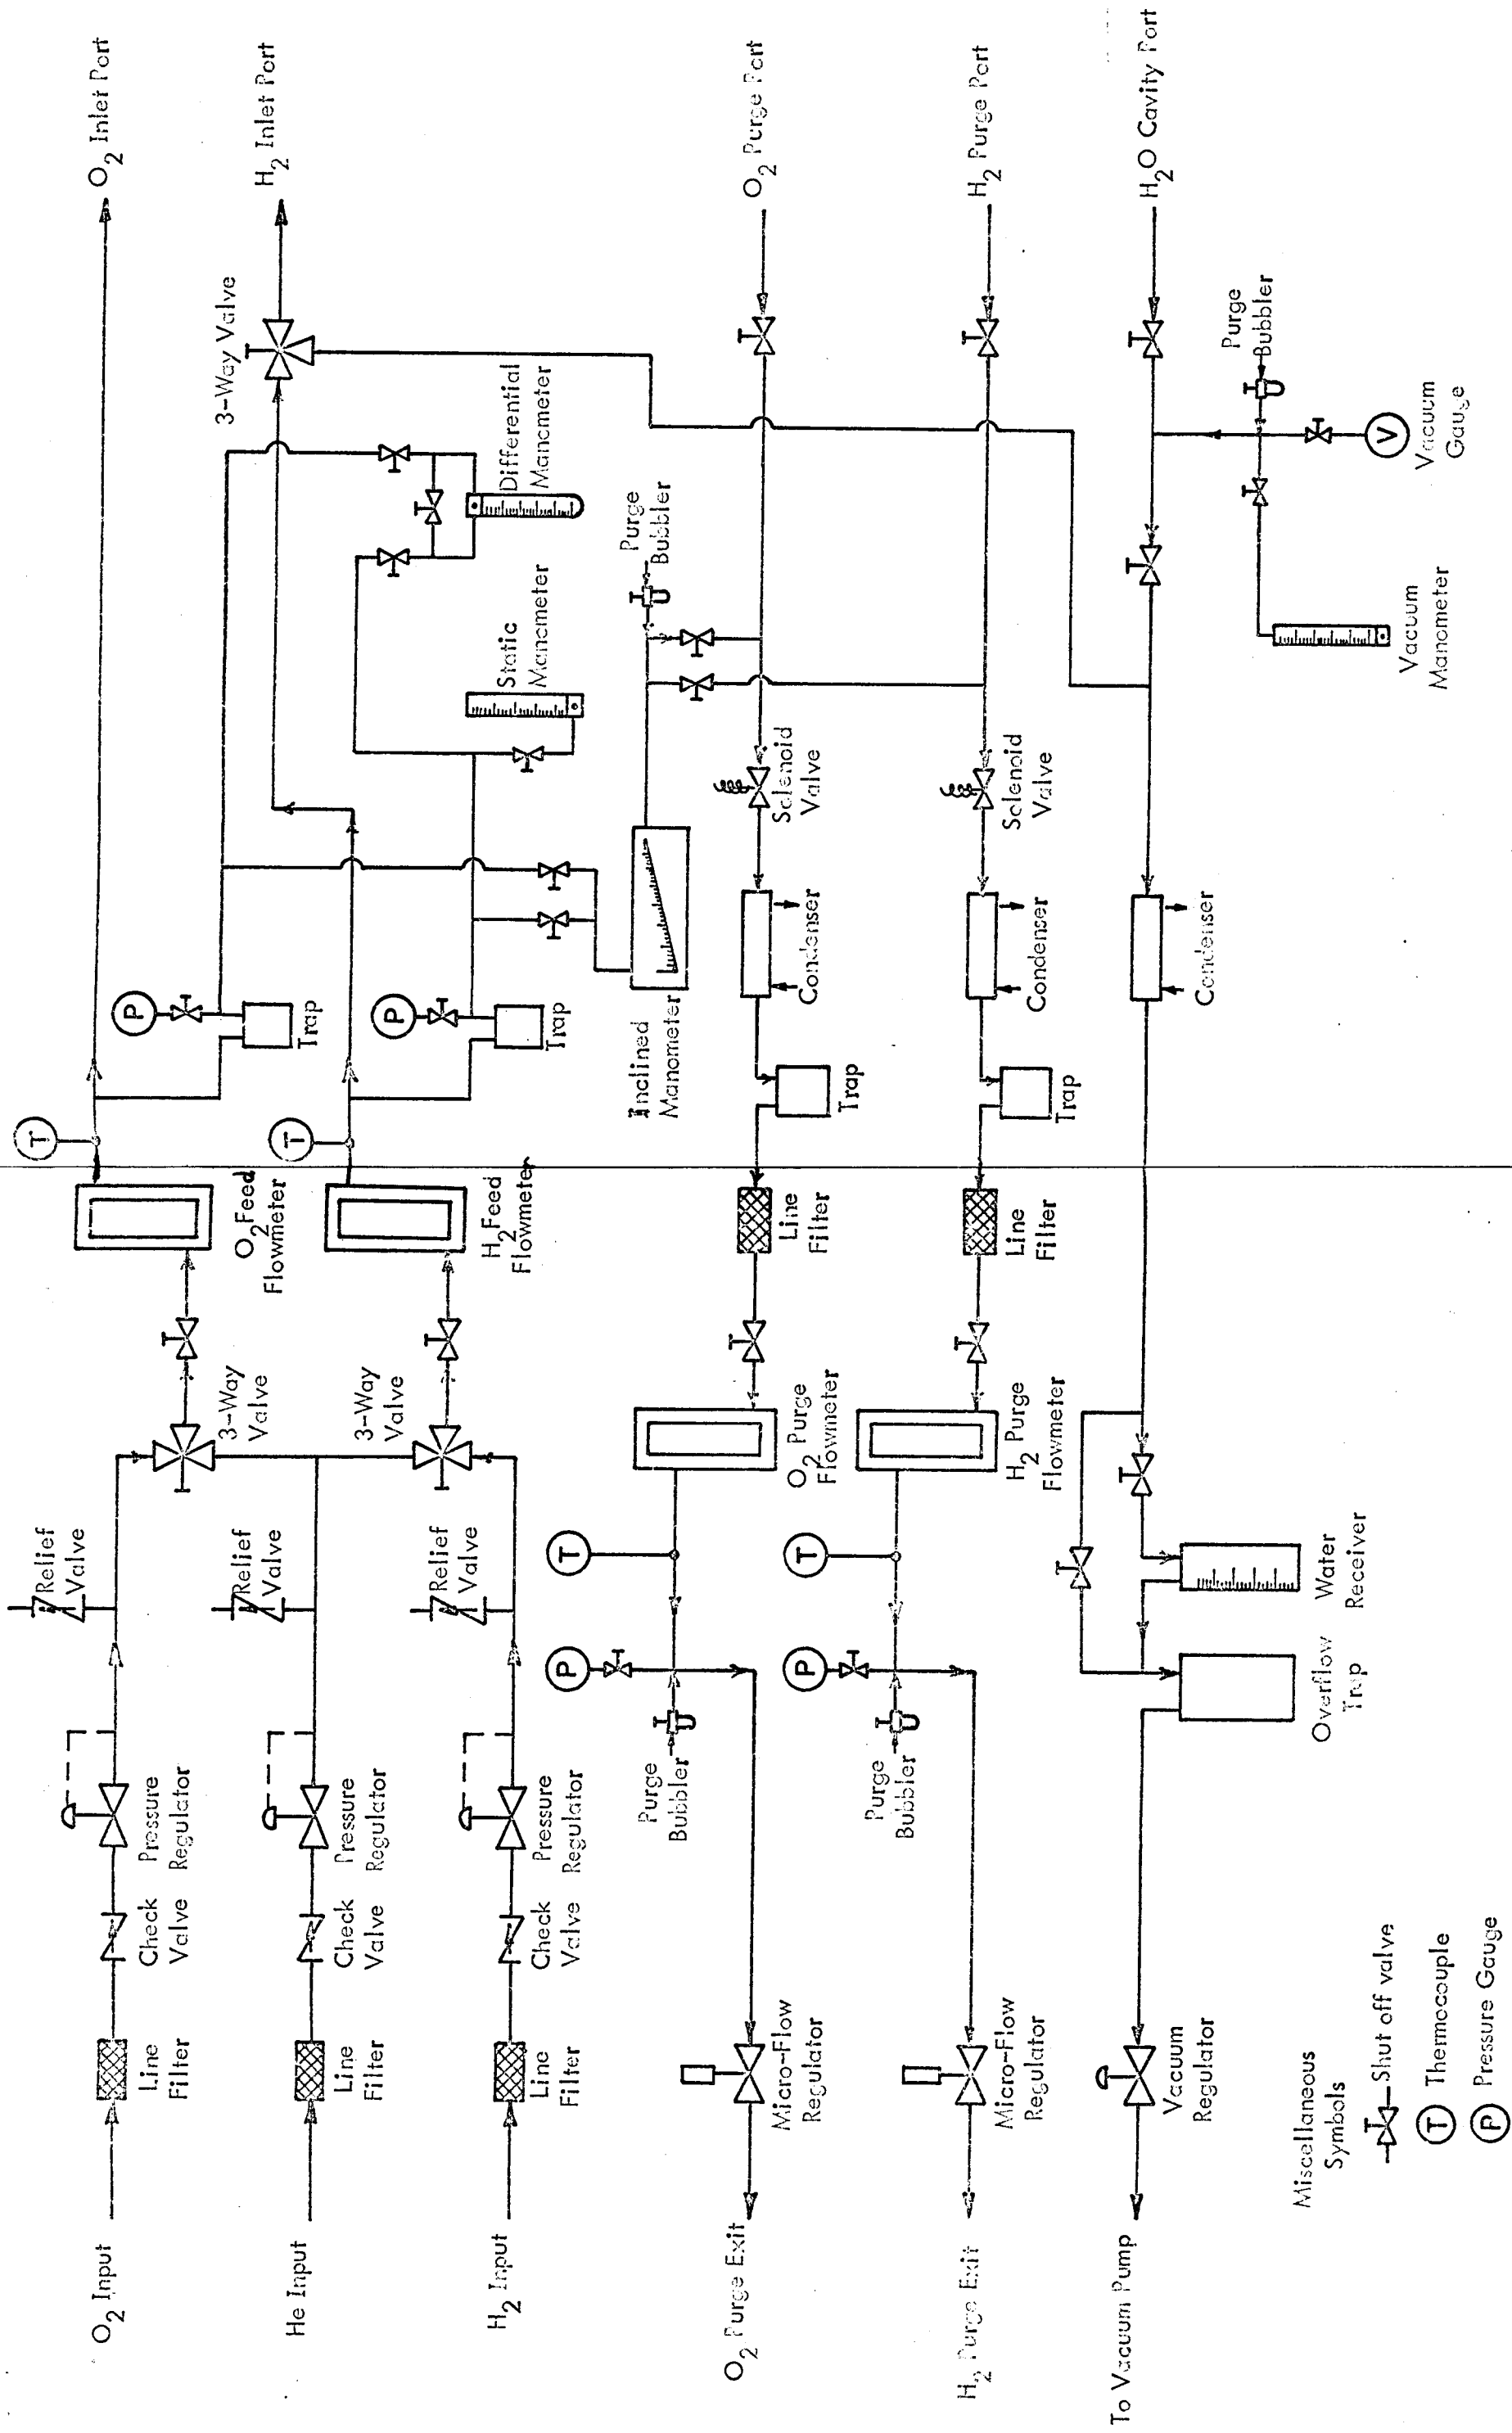 O2 Input
Line
Filter
Check
Valve
Pressure
Regulator
Relief
Valve
3-Way
Valve
O2 Feed
Flowmeter
T
P
Trap
O2 Inlet Port
He Input
Line
Filter
Check
Valve
Pressure
Regulator
Relief
Valve
3-Way
Valve
H2 Feed
Flowmeter
T
P
Trap
3-Way Valve
H2 Inlet Port
H2 Input
Line
Filter
Check
Valve
Pressure
Regulator
Relief
Valve
Static
Manometer
Differential
Manometer
Inclined
Manometer
Purge
Bubbler
O2 Purge Exit
Micro-Flow
Regulator
Purge
Bubbler
P
T
O2 Purge
Flowmeter
Line
Filter
Trap
Condenser
Solenoid
Valve
O2 Purge Port
H2 Purge Exit
Micro-Flow
Regulator
Purge
Bubbler
P
T
H2 Purge
Flowmeter
Line
Filter
Trap
Condenser
Solenoid
Valve
H2 Purge Port
To Vacuum Pump
Vacuum
Regulator
Overflow
Trap
Water
Receiver
Condenser
Vacuum
Manometer
V
Vacuum
Gauge
Purge
Bubbler
H2O Cavity Port
Miscellaneous
Symbols
Shut off valve
T Thermocouple
P Pressure Gauge